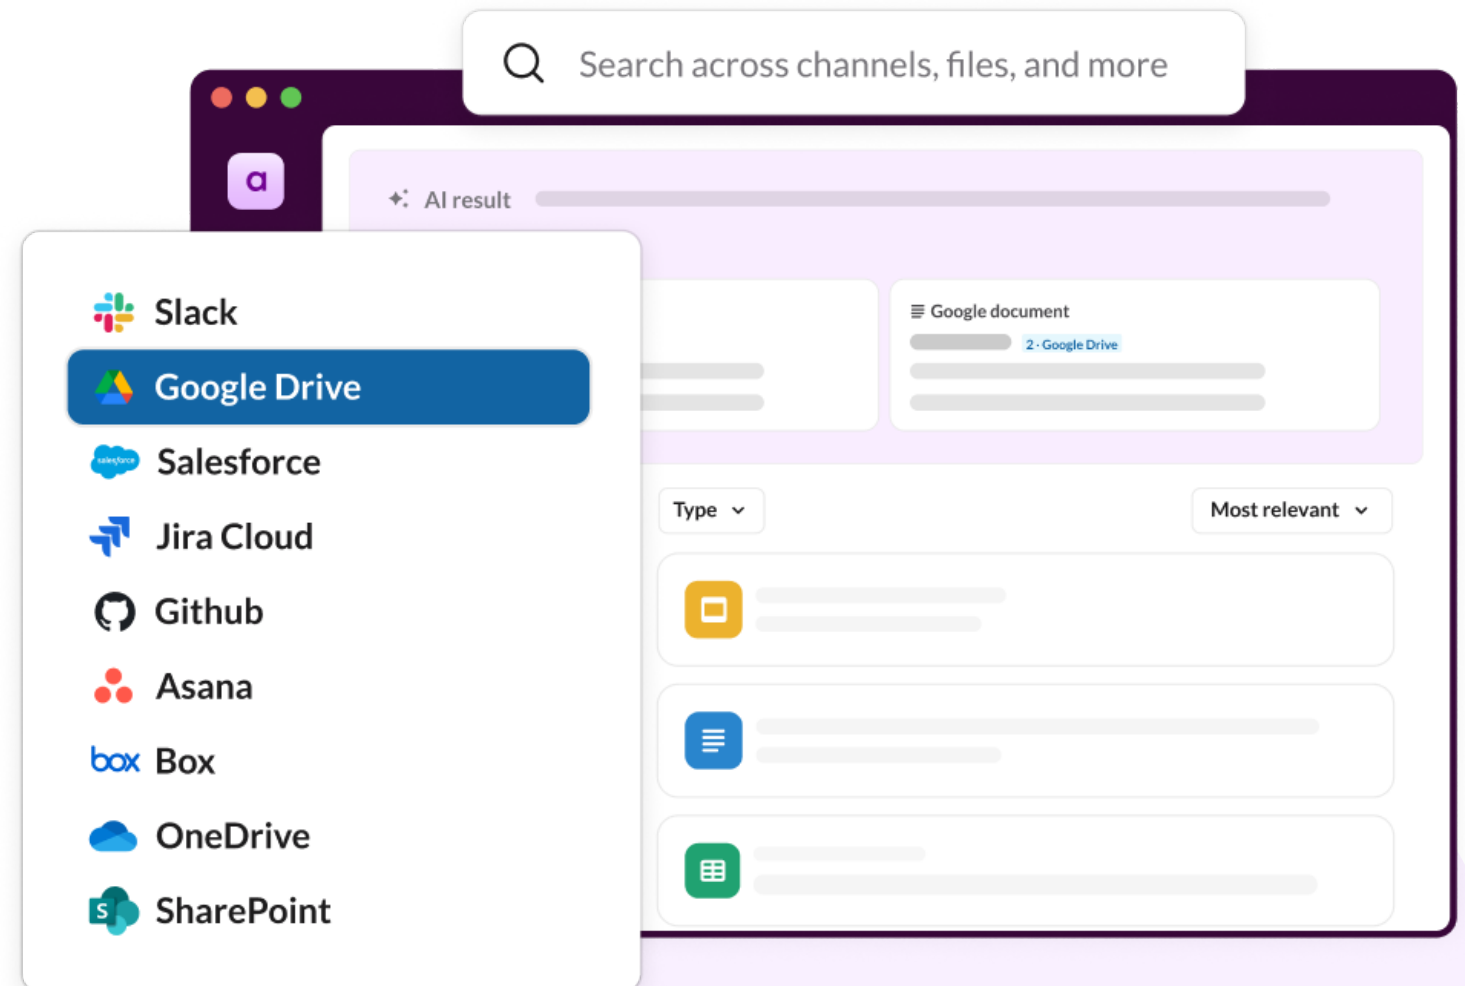 Search across channels, files, and more
a
AI result
Google document
2 · Google Drive
Slack
Google Drive
salesforce
Salesforce
Jira Cloud
Github
Asana
box
Box
OneDrive
S
SharePoint
Type
Most relevant